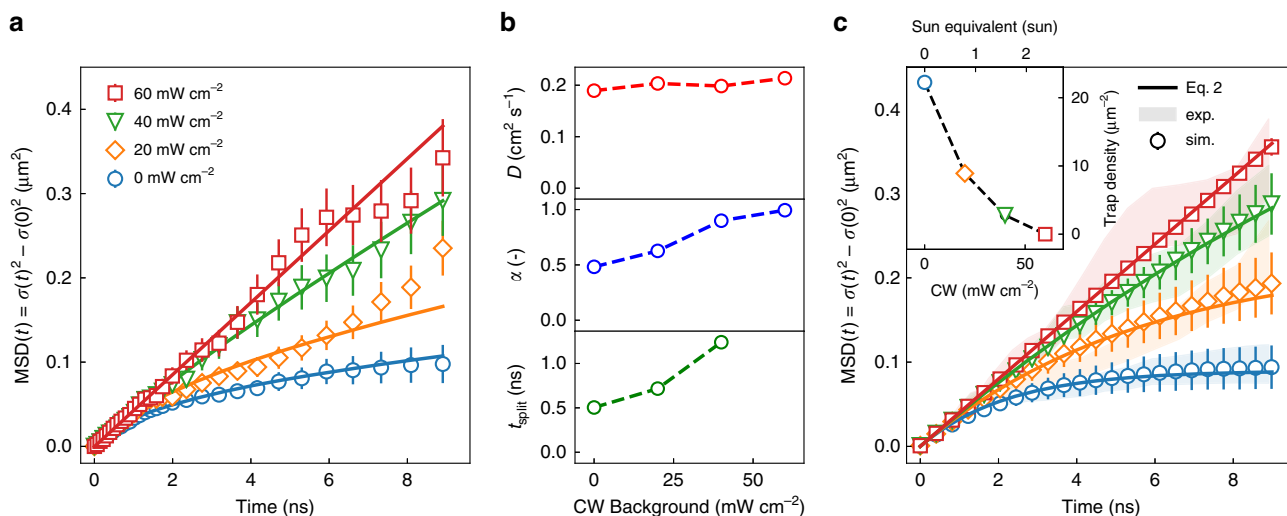 a
MSD(t) = σ(t)² − σ(0)² (μm²)
0.4
0.3
0.2
0.1
0.0
60 mW cm⁻²
40 mW cm⁻²
20 mW cm⁻²
0 mW cm⁻²
0 2 4 6 8
Time (ns)
b
D (cm² s⁻¹)
0.2
0.0
α (-)
1.0
0.5
0.0
t_split (ns)
1.0
0.5
0.0
0 25 50
CW Background (mW cm⁻²)
c
MSD(t) = σ(t)² − σ(0)² (μm²)
0.4
0.3
0.2
0.1
0.0
Sun equivalent (sun)
0 1 2
20
10
0
Trap density (μm⁻²)
0 50
CW (mW cm⁻²)
Eq. 2
exp.
sim.
0 2 4 6 8
Time (ns)